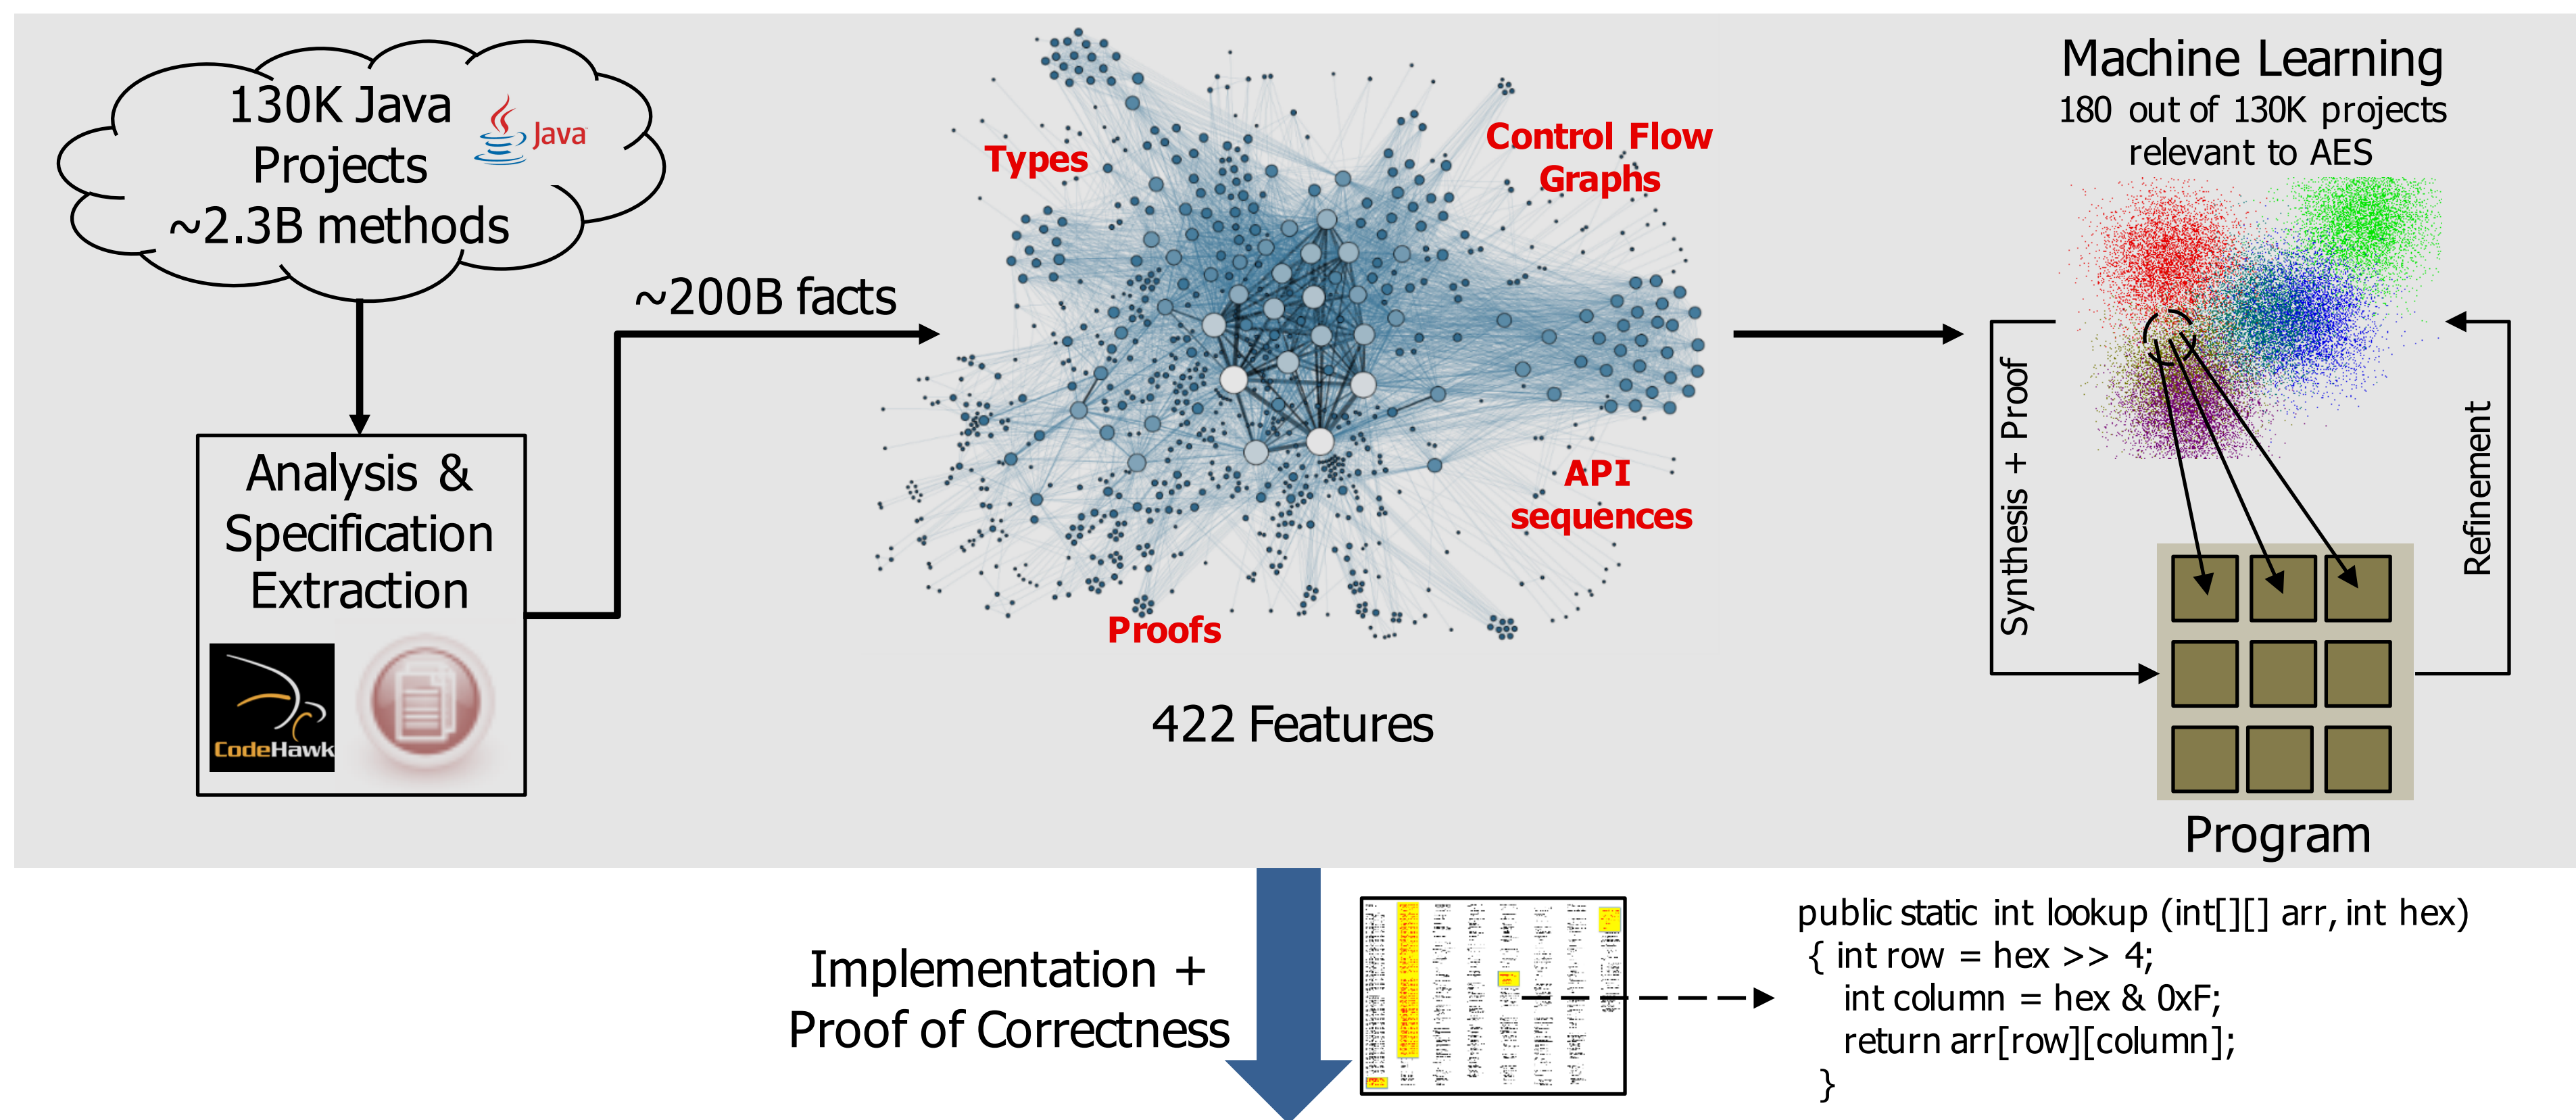 130K Java
Projects
~2.3B methods
Java
Analysis &
Specification
Extraction
CodeHawk
~200B facts
Types
Control Flow
Graphs
API
sequences
Proofs
422 Features
Machine Learning
180 out of 130K projects
relevant to AES
Synthesis + Proof
Refinement
Program
Implementation +
Proof of Correctness
public static int lookup (int[][] arr, int hex)
{ int row = hex >> 4;
int column = hex & 0xF;
return arr[row][column];
}